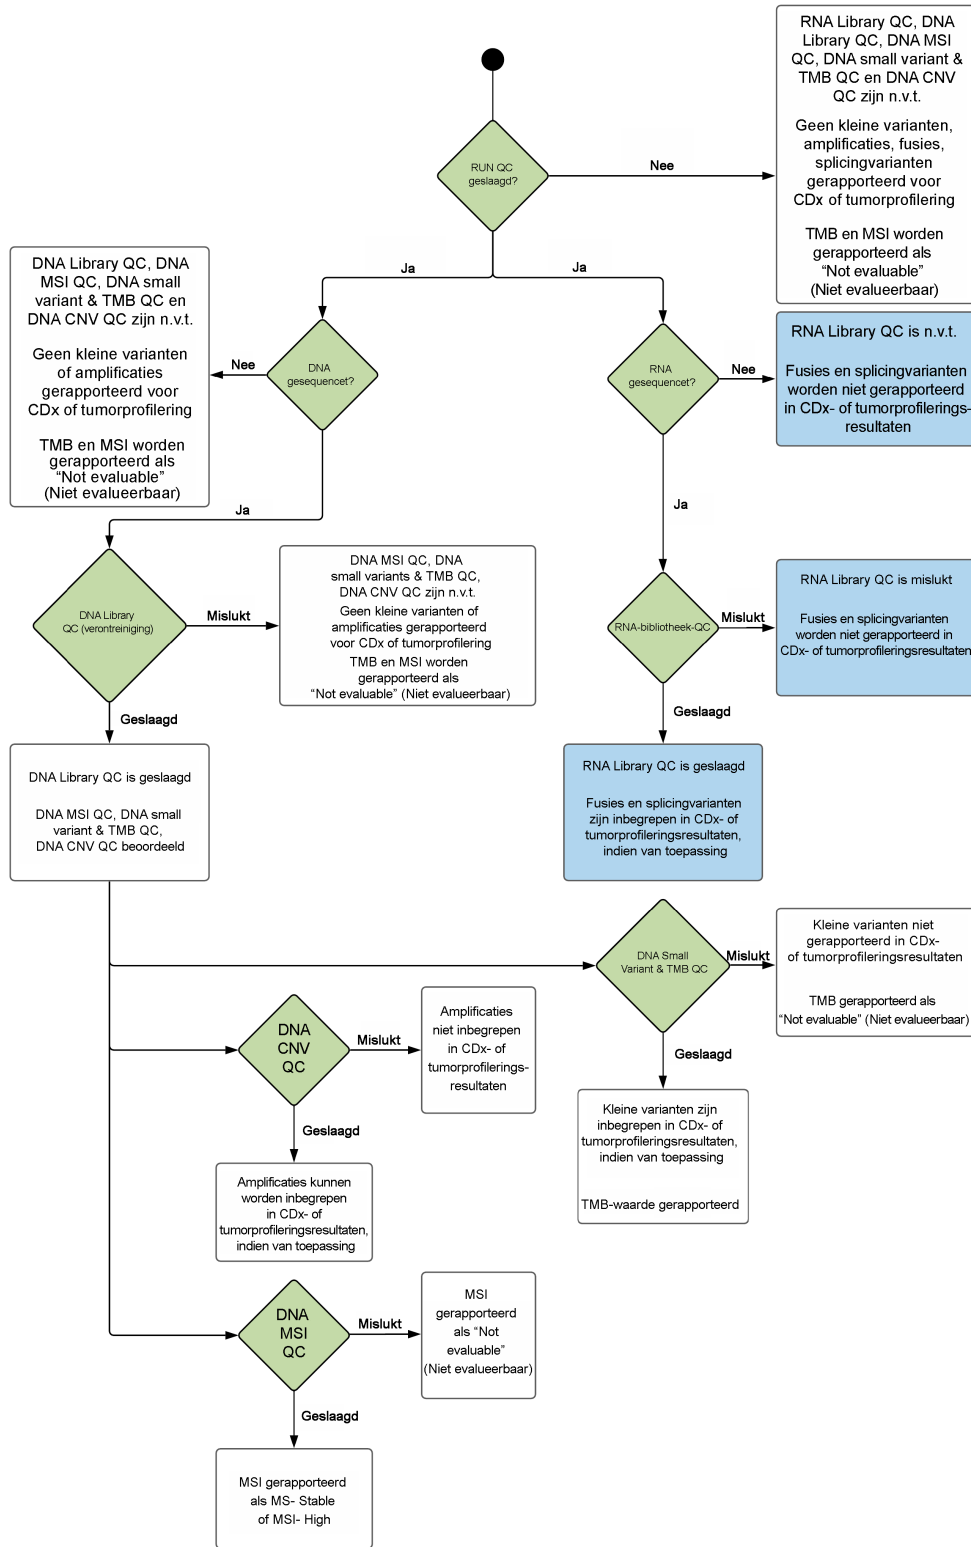 RNA Library QC, DNA
Library QC, DNA MSI
QC, DNA small variant &
TMB QC en DNA CNV
QC zijn n.v.t.
Geen kleine varianten,
amplificaties, fusies,
splicingvarianten
gerapporteerd voor
CDx of tumorprofilering
TMB en MSI worden
gerapporteerd als
“Not evaluable”
(Niet evalueerbaar)
RUN QC
geslaagd?
Nee
Ja
Ja
DNA Library QC, DNA
MSI QC, DNA small
variant & TMB QC en
DNA CNV QC zijn n.v.t.
Geen kleine varianten
of amplificaties
gerapporteerd voor
CDx of tumorprofilering
TMB en MSI worden
gerapporteerd als
“Not evaluable”
(Niet evalueerbaar)
Nee
DNA
gesequencet?
RNA
gesequencet?
Nee
RNA Library QC is n.v.t.
Fusies en splicingvarianten
worden niet gerapporteerd
in CDx- of tumorprofilerings-
resultaten
Ja
Ja
DNA Library
QC (verontreiniging)
Mislukt
DNA MSI QC, DNA
small variants & TMB QC,
DNA CNV QC zijn n.v.t.
Geen kleine varianten of
amplificaties gerapporteerd
voor CDx of tumorprofilering
TMB en MSI worden
gerapporteerd als
“Not evaluable” (Niet evalueerbaar)
RNA-bibliotheek-QC
Mislukt
RNA Library QC is mislukt
Fusies en splicingvarianten
worden niet gerapporteerd in
CDx- of tumorprofileringsresultaten
Geslaagd
Geslaagd
DNA Library QC is geslaagd
DNA MSI QC, DNA small
variant & TMB QC,
DNA CNV QC beoordeeld
RNA Library QC is geslaagd
Fusies en splicingvarianten
zijn inbegrepen in CDx- of
tumorprofileringsresultaten,
indien van toepassing
DNA Small
Variant & TMB QC
Mislukt
Kleine varianten niet
gerapporteerd in CDx-
of tumorprofileringsresultaten
TMB gerapporteerd als
“Not evaluable” (Niet evalueerbaar)
Geslaagd
Kleine varianten zijn
inbegrepen in CDx- of
tumorprofileringsresultaten,
indien van toepassing
TMB-waarde gerapporteerd
DNA
CNV
QC
Mislukt
Amplificaties
niet inbegrepen
in CDx- of
tumorprofilerings-
resultaten
Geslaagd
Amplificaties kunnen
worden inbegrepen
in CDx- of
tumorprofileringsresultaten,
indien van toepassing
DNA
MSI
QC
Mislukt
MSI
gerapporteerd
als “Not
evaluable”
(Niet evalueerbaar)
Geslaagd
MSI gerapporteerd
als MS- Stable
of MSI- High